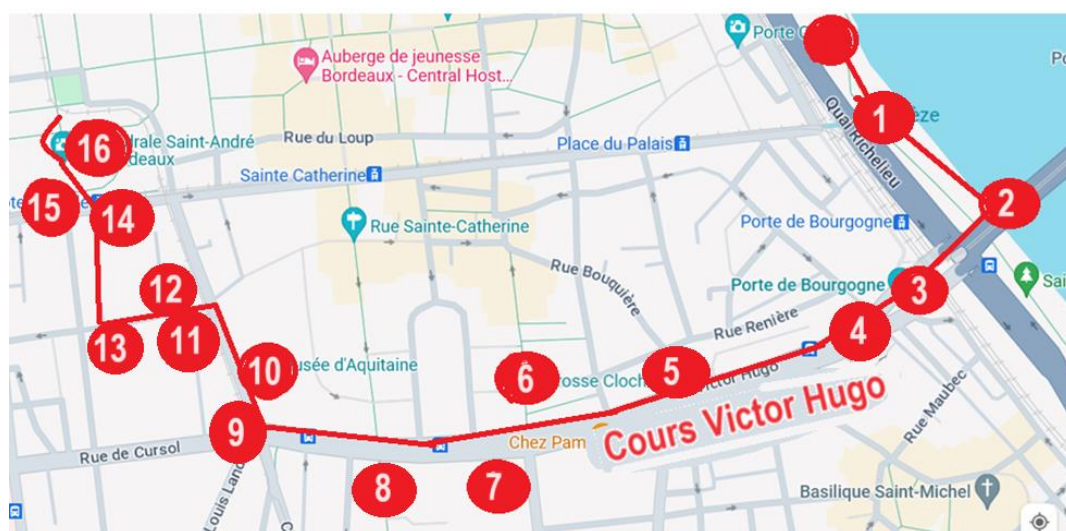 Porte C
Auberge de jeunesse
Bordeaux - Central Host...
1
èze
16
drale Saint-André
deaux
Rue du Loup
Place du Palais
Quai Richelieu
Sainte Catherine
15
14
2
Rue Sainte-Catherine
Porte de Bourgogne
Rue Bouquière
Porte de Bourgogne
3
Sai
12
13
11
Rue Renière
4
10
usée d'Aquitaine
6
5
osse Cloch
ictor Hugo
Cours Victor Hugo
Rue Maubec
9
Chez Pam
Rue de Cursol
8
7
Basilique Saint-Michel